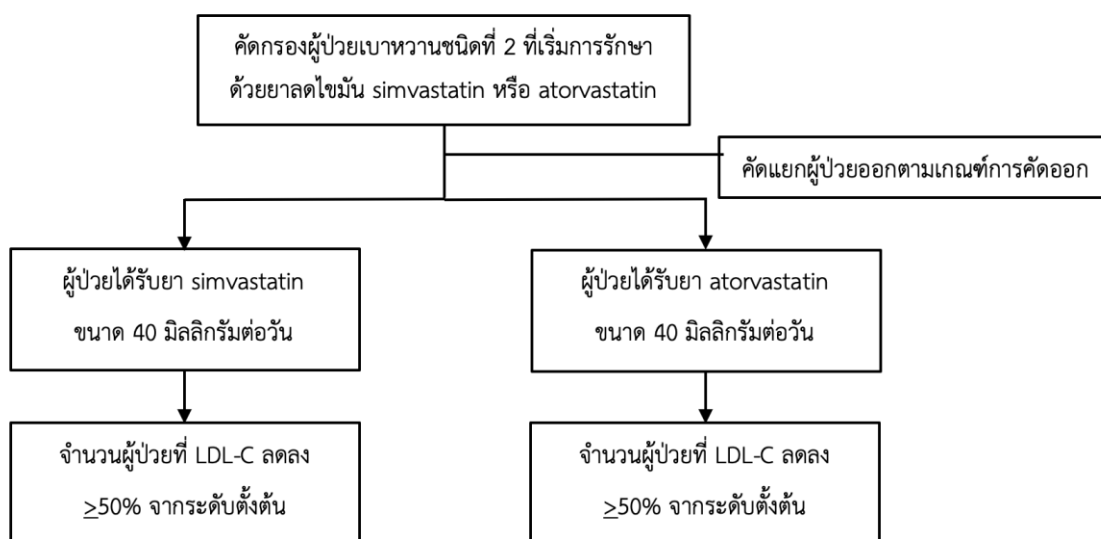 คัดกรองผู้ป่วยเบาหวานชนิดที่ 2 ที่เริ่มการรักษา
ด้วยยาลดไขมัน simvastatin หรือ atorvastatin
คัดแยกผู้ป่วยออกตามเกณฑ์การคัดออก
ผู้ป่วยได้รับยา simvastatin
ขนาด 40 มิลลิกรัมต่อวัน
ผู้ป่วยได้รับยา atorvastatin
ขนาด 40 มิลลิกรัมต่อวัน
จำนวนผู้ป่วยที่ LDL-C ลดลง
≥50% จากระดับตั้งต้น
จำนวนผู้ป่วยที่ LDL-C ลดลง
≥50% จากระดับตั้งต้น